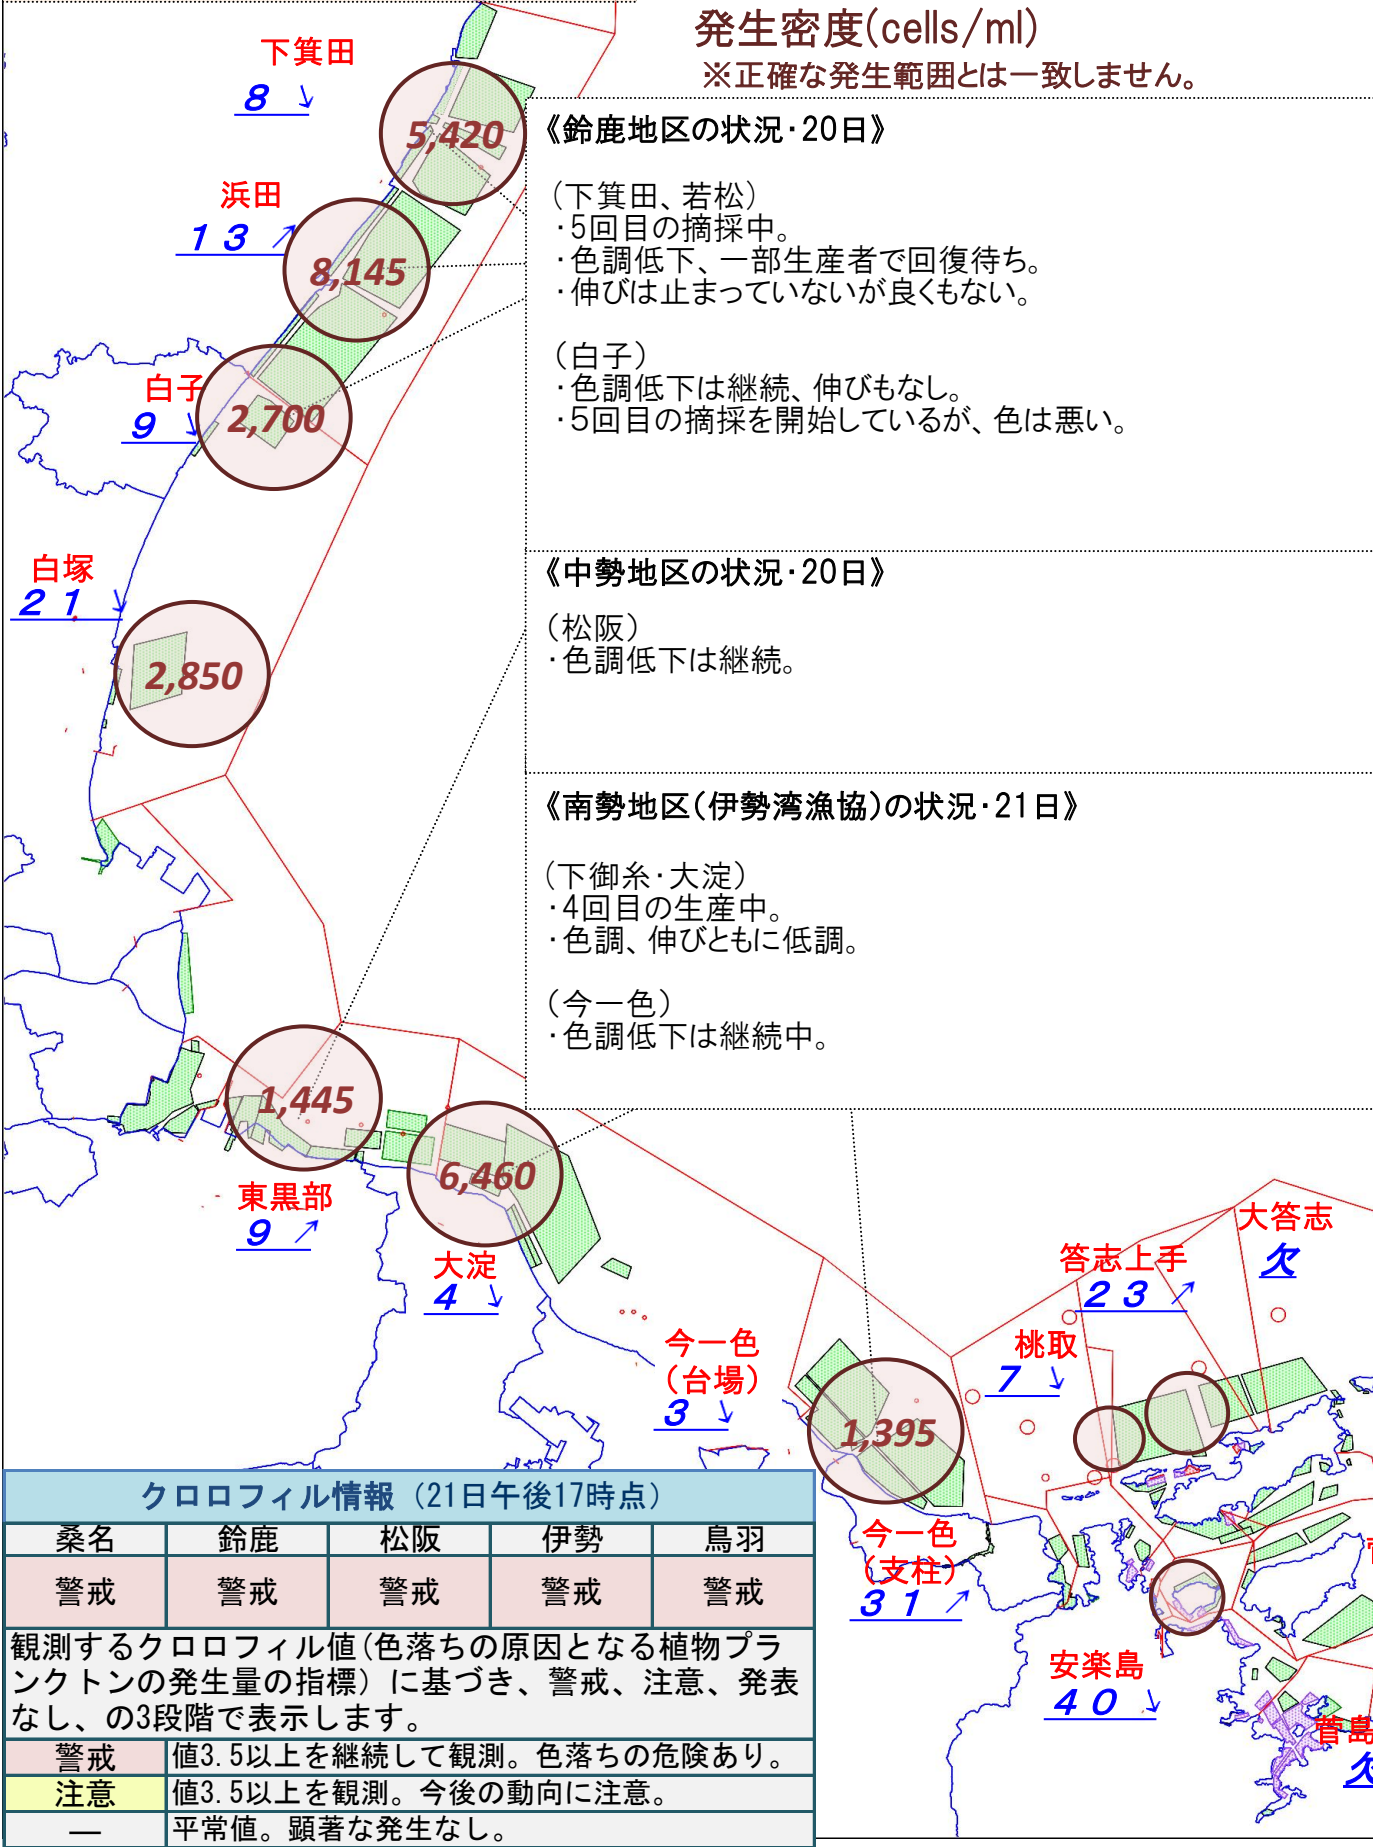 発生密度(cells/ml)
※正確な発生範囲とは一致しません。
下箕田
8 ↘
5,420
浜田
13 ↗
8,145
白子
9 ↘
2,700
白塚
21 ↘
2,850
《鈴鹿地区の状況・20日》
(下箕田、若松)
・5回目の摘採中。
・色調低下、一部生産者で回復待ち。
・伸びは止まっていないが良くもない。
(白子)
・色調低下は継続、伸びもなし。
・5回目の摘採を開始しているが、色は悪い。
《中勢地区の状況・20日》
(松阪)
・色調低下は継続。
《南勢地区(伊勢湾漁協)の状況・21日》
(下御糸・大淀)
・4回目の生産中。
・色調、伸びともに低調。
(今一色)
・色調低下は継続中。
1,445
東黒部
9 ↗
6,460
大淀
4 ↘
今一色
(台場)
3 ↘
1,395
今一色
(支柱)
31 ↗
桃取
7 ↘
答志上手
23 ↗
大答志
欠
安楽島
40 ↘
菅島
欠
クロロフィル情報(21日午後17時点)
桑名 鈴鹿 松阪 伊勢 鳥羽
警戒 警戒 警戒 警戒 警戒
観測するクロロフィル値(色落ちの原因となる植物プラ
ンクトンの発生量の指標)に基づき、警戒、注意、発表
なし、の3段階で表示します。
警戒 値3.5以上を継続して観測。色落ちの危険あり。
注意 値3.5以上を観測。今後の動向に注意。
― 平常値。顕著な発生なし。